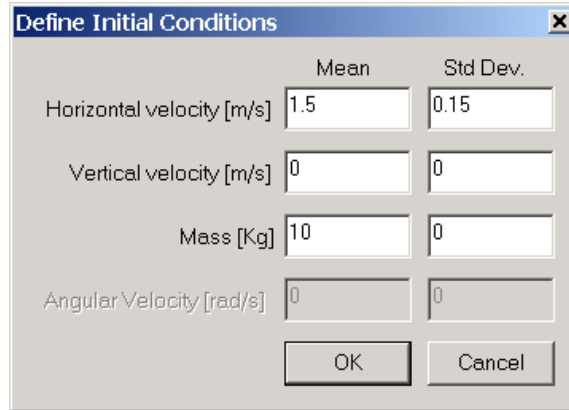 Define Initial Conditions
Mean Std Dev.
Horizontal velocity [m/s] 1.5 0.15
Vertical velocity [m/s] 0 0
Mass [Kg] 10 0
Angular Velocity [rad/s] 0 0
OK Cancel